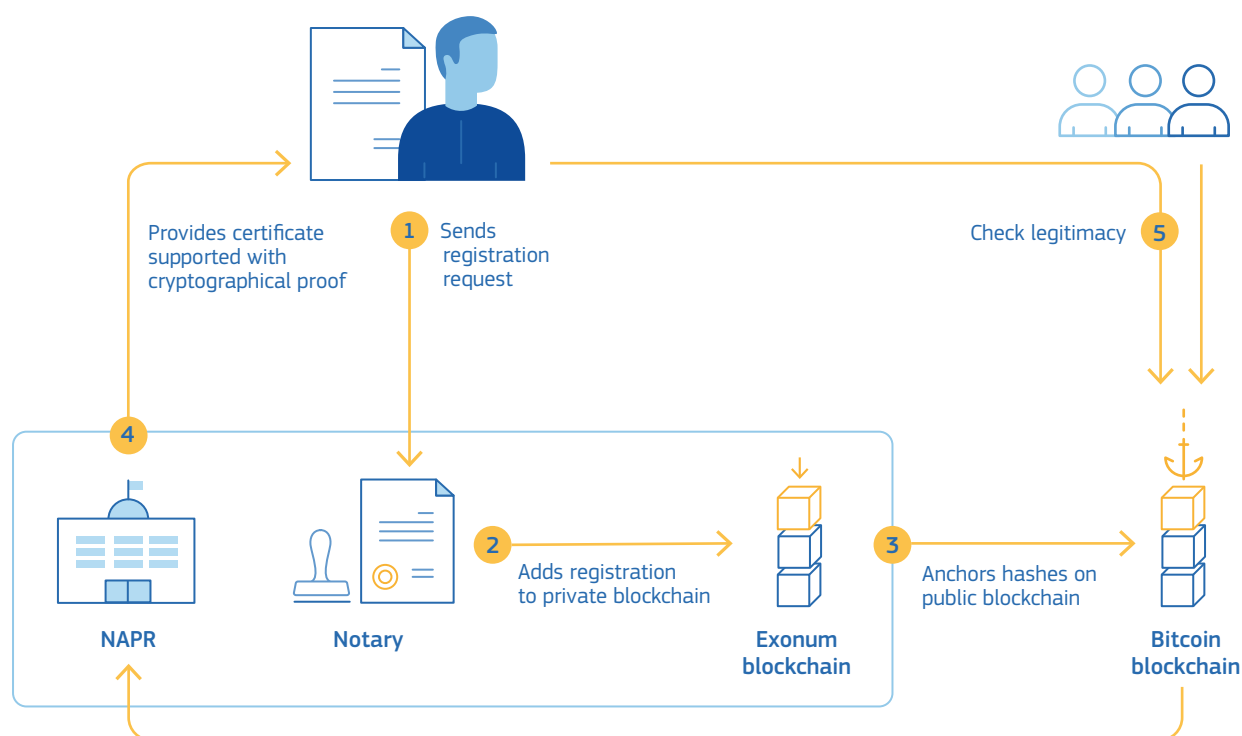 1
Sends
registration
request
Provides certificate
supported with
cryptographical proof
Check legitimacy
5
4
2
Adds registration
to private blockchain
3
Anchors hashes on
public blockchain
NAPR
Notary
Exonum
blockchain
Bitcoin
blockchain